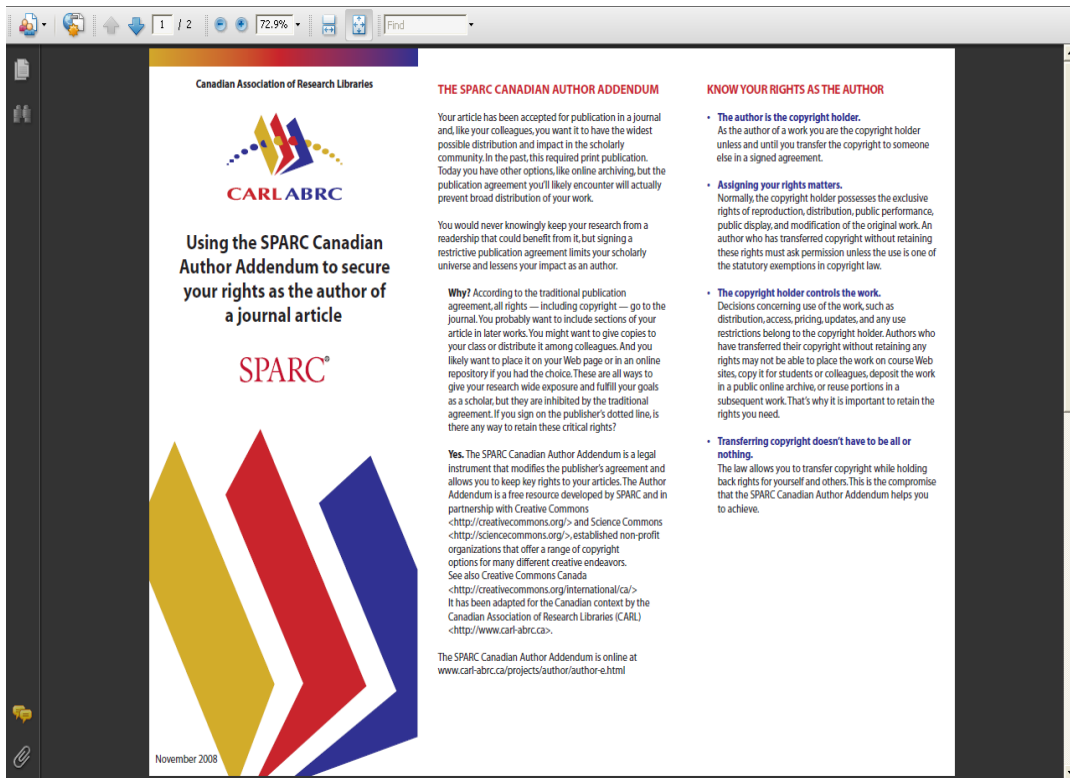 1 / 2
72.9%
Find
Canadian Association of Research Libraries
CARL ABRC
Using the SPARC Canadian
Author Addendum to secure
your rights as the author of
a journal article
SPARC®
November 2008
THE SPARC CANADIAN AUTHOR ADDENDUM
Your article has been accepted for publication in a journal
and, like your colleagues, you want it to have the widest
possible distribution and impact in the scholarly
community. In the past, this required print publication.
Today you have other options, like online archiving, but the
publication agreement you'll likely encounter will actually
prevent broad distribution of your work.
You would never knowingly keep your research from a
readership that could benefit from it, but signing a
restrictive publication agreement limits your scholarly
universe and lessens your impact as an author.
Why? According to the traditional publication
agreement, all rights — including copyright — go to the
journal. You probably want to include sections of your
article in later works. You might want to give copies to
your class or distribute it among colleagues. And you
likely want to place it on your Web page or in an online
repository if you had the choice. These are all ways to
give your research wide exposure and fulfill your goals
as a scholar, but they are inhibited by the traditional
agreement. If you sign on the publisher's dotted line, is
there any way to retain these critical rights?
Yes. The SPARC Canadian Author Addendum is a legal
instrument that modifies the publisher's agreement and
allows you to keep key rights to your articles. The Author
Addendum is a free resource developed by SPARC and in
partnership with Creative Commons
<http://creativecommons.org/> and Science Commons
<http://sciencecommons.org/>, established non-profit
organizations that offer a range of copyright
options for many different creative endeavors.
See also Creative Commons Canada
<http://creativecommons.org/international/ca/>
It has been adapted for the Canadian context by the
Canadian Association of Research Libraries (CARL)
<http://www.carl-abrc.ca>.
The SPARC Canadian Author Addendum is online at
www.carl-abrc.ca/projects/author/author-e.html
KNOW YOUR RIGHTS AS THE AUTHOR
• The author is the copyright holder.
As the author of a work you are the copyright holder
unless and until you transfer the copyright to someone
else in a signed agreement.
• Assigning your rights matters.
Normally, the copyright holder possesses the exclusive
rights of reproduction, distribution, public performance,
public display, and modification of the original work. An
author who has transferred copyright without retaining
these rights must ask permission unless the use is one of
the statutory exemptions in copyright law.
• The copyright holder controls the work.
Decisions concerning use of the work, such as
distribution, access, pricing, updates, and any use
restrictions belong to the copyright holder. Authors who
have transferred their copyright without retaining any
rights may not be able to place the work on course Web
sites, copy it for students or colleagues, deposit the work
in a public online archive, or reuse portions in a
subsequent work. That's why it is important to retain the
rights you need.
• Transferring copyright doesn't have to be all or
nothing.
The law allows you to transfer copyright while holding
back rights for yourself and others. This is the compromise
that the SPARC Canadian Author Addendum helps you
to achieve.